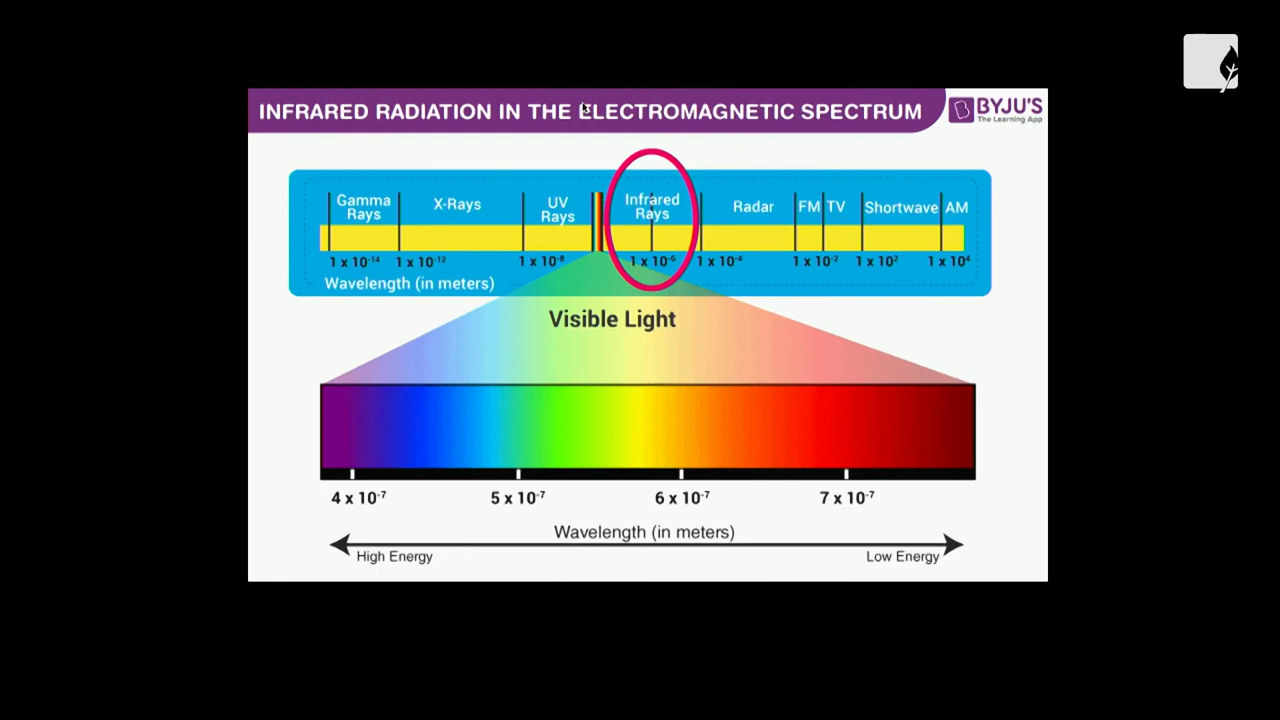 INFRARED RADIATION IN THE ELECTROMAGNETIC SPECTRUM
BYJU'S
The Learning App
Gamma Rays
X-Rays
UV Rays
Infrared Rays
Radar
FM
TV
Shortwave
AM
1 x 10⁻¹⁴
1 x 10⁻¹²
1 x 10⁻⁸
1 x 10⁻⁶
1 x 10⁻⁴
1 x 10⁻²
1 x 10²
1 x 10⁴
Wavelength (in meters)
Visible Light
4 x 10⁻⁷
5 x 10⁻⁷
6 x 10⁻⁷
7 x 10⁻⁷
Wavelength (in meters)
High Energy
Low Energy